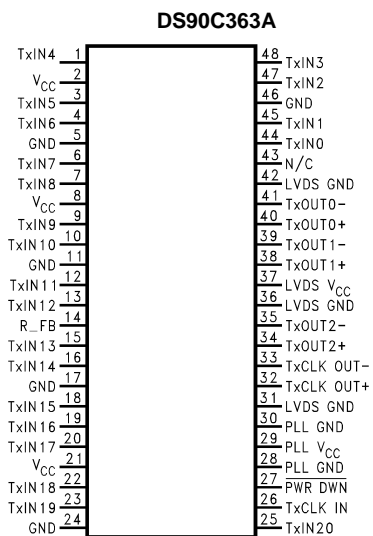 DS90C363A
TxIN4 1 48 TxIN3
VCC 2 47 TxIN2
TxIN5 3 46 GND
TxIN6 4 45 TxIN1
GND 5 44 TxIN0
TxIN7 6 43 N/C
TxIN8 7 42 LVDS GND
VCC 8 41 TxOUT0-
TxIN9 9 40 TxOUT0+
TxIN10 10 39 TxOUT1-
GND 11 38 TxOUT1+
TxIN11 12 37 LVDS VCC
TxIN12 13 36 LVDS GND
R_FB 14 35 TxOUT2-
TxIN13 15 34 TxOUT2+
TxIN14 16 33 TxCLK OUT-
GND 17 32 TxCLK OUT+
TxIN15 18 31 LVDS GND
TxIN16 19 30 PLL GND
TxIN17 20 29 PLL VCC
VCC 21 28 PLL GND
TxIN18 22 27 PWR DWN
TxIN19 23 26 TxCLK IN
GND 24 25 TxIN20